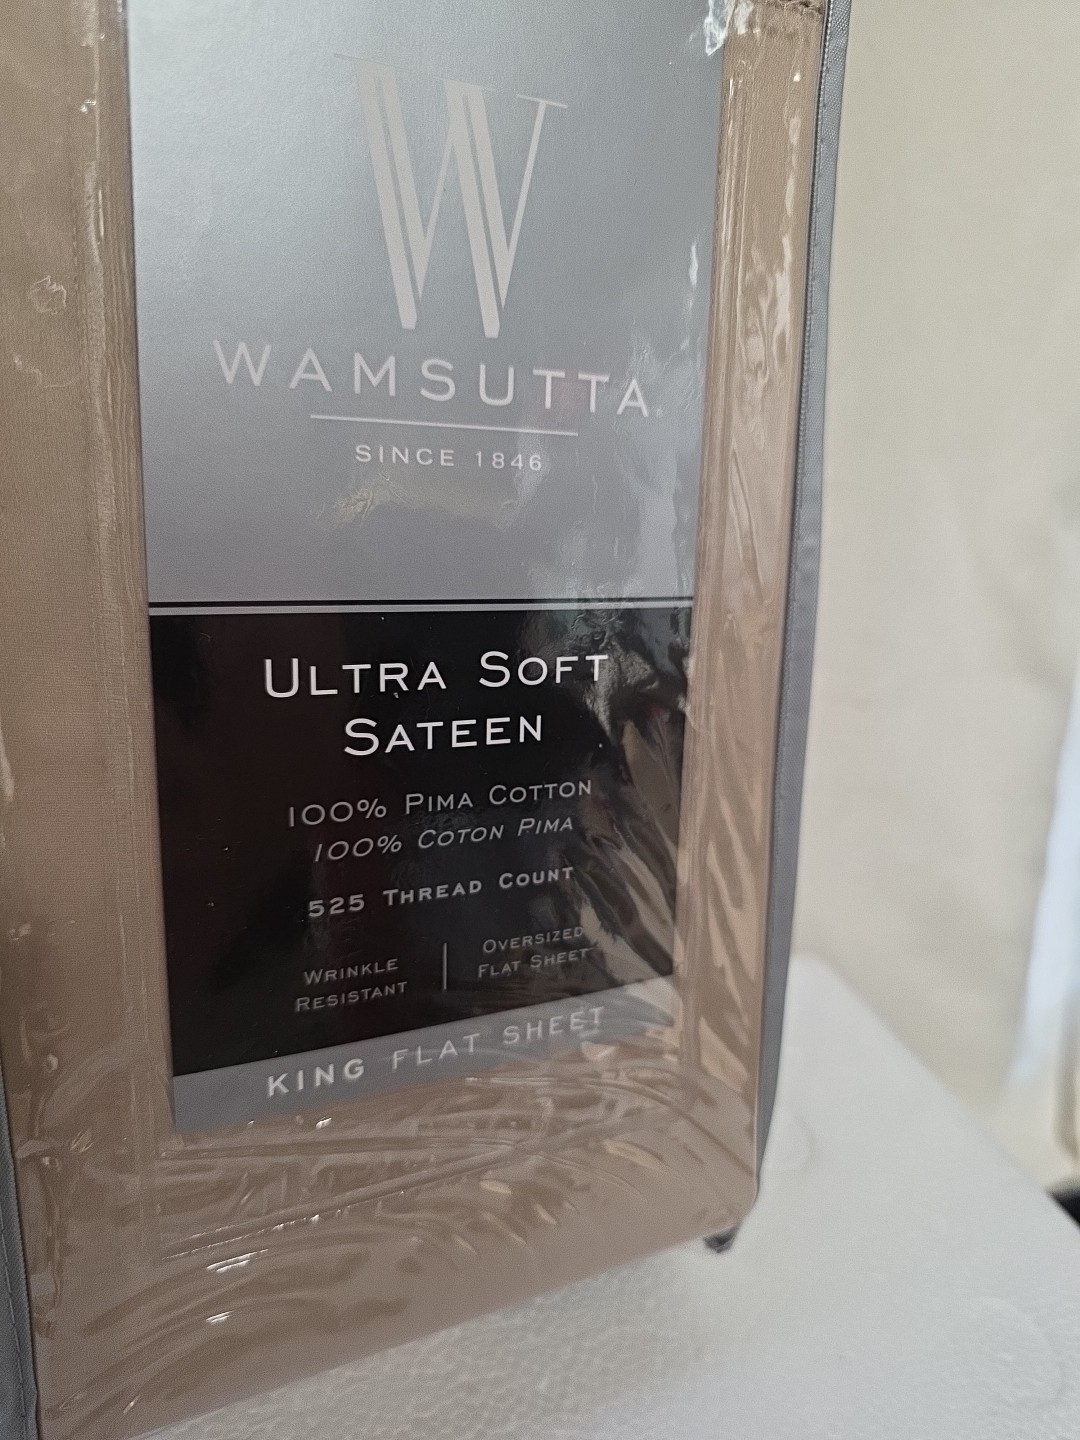 W
WAMSUTTA®
SINCE 1846
ULTRA SOFT
SATEEN
100% PIMA COTTON
100% COTON PIMA
525 THREAD COUNT
WRINKLE
RESISTANT
OVERSIZED
FLAT SHEET
KING FLAT SHEET